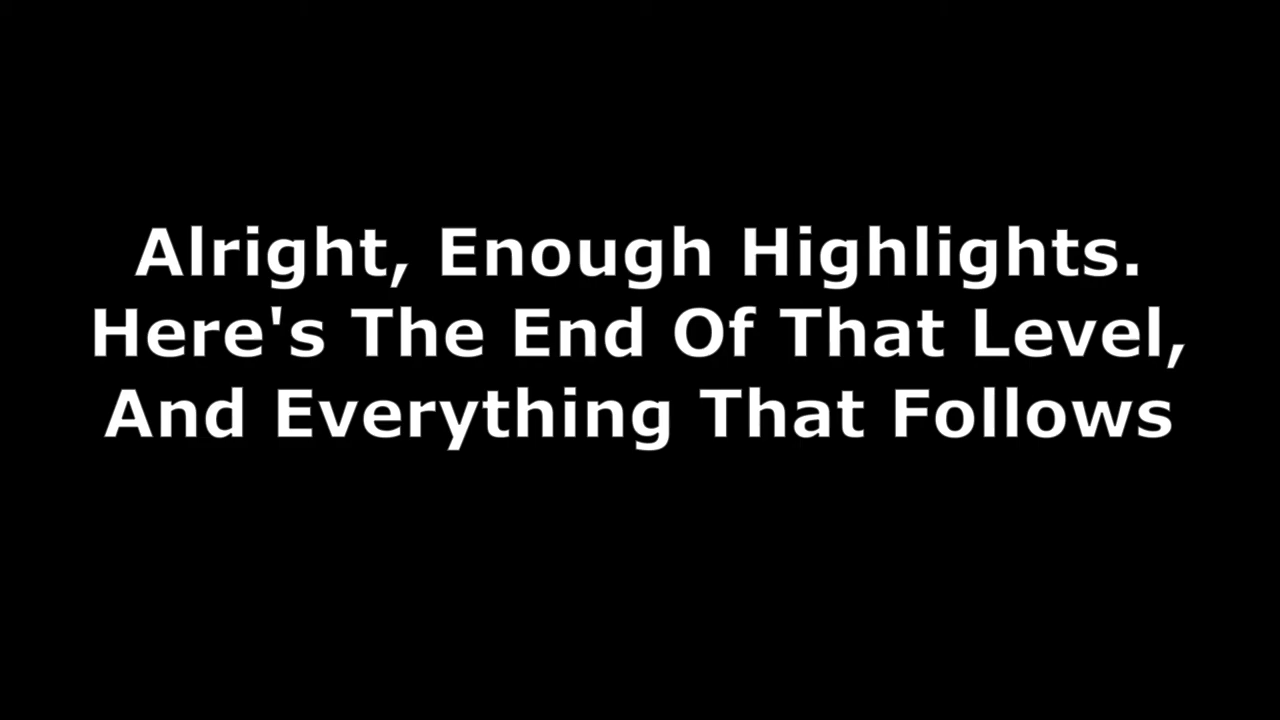 Alright, Enough Highlights.
Here's The End Of That Level,
And Everything That Follows